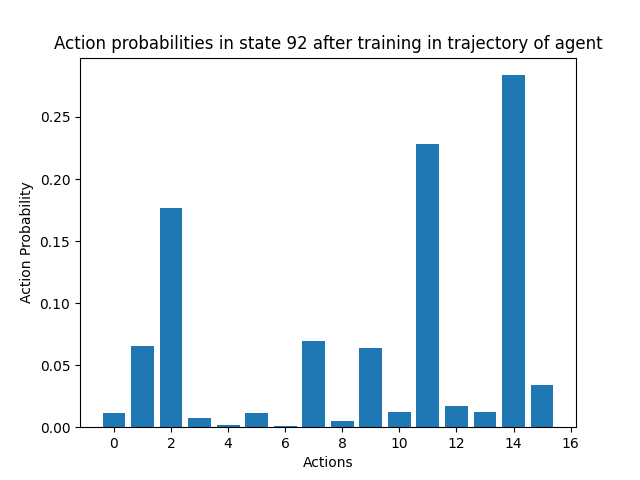 Action probabilities in state 92 after training in trajectory of agent
0.25
0.20
0.15
0.10
0.05
0.00
Action Probability
0 2 4 6 8 10 12 14 16
Actions